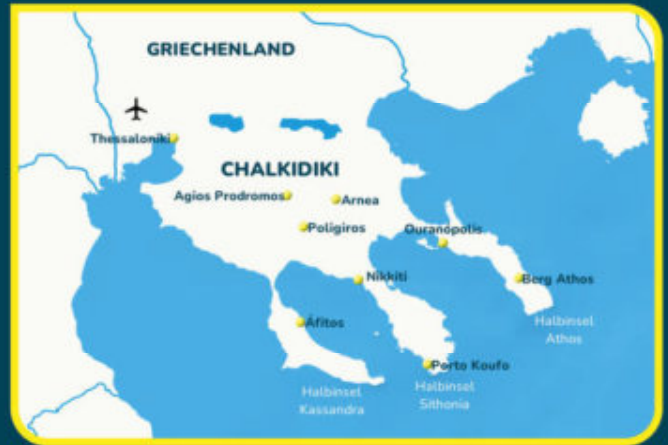 GRIECHENLAND
Thessaloniki
CHALKIDIKI
Agios Prodromos
Arnea
Poligiros
Ouranopolis
Nikkiti
Berg Athos
Áfitos
Halbinsel
Athos
Porto Koufo
Halbinsel
Kassandra
Halbinsel
Sithonia